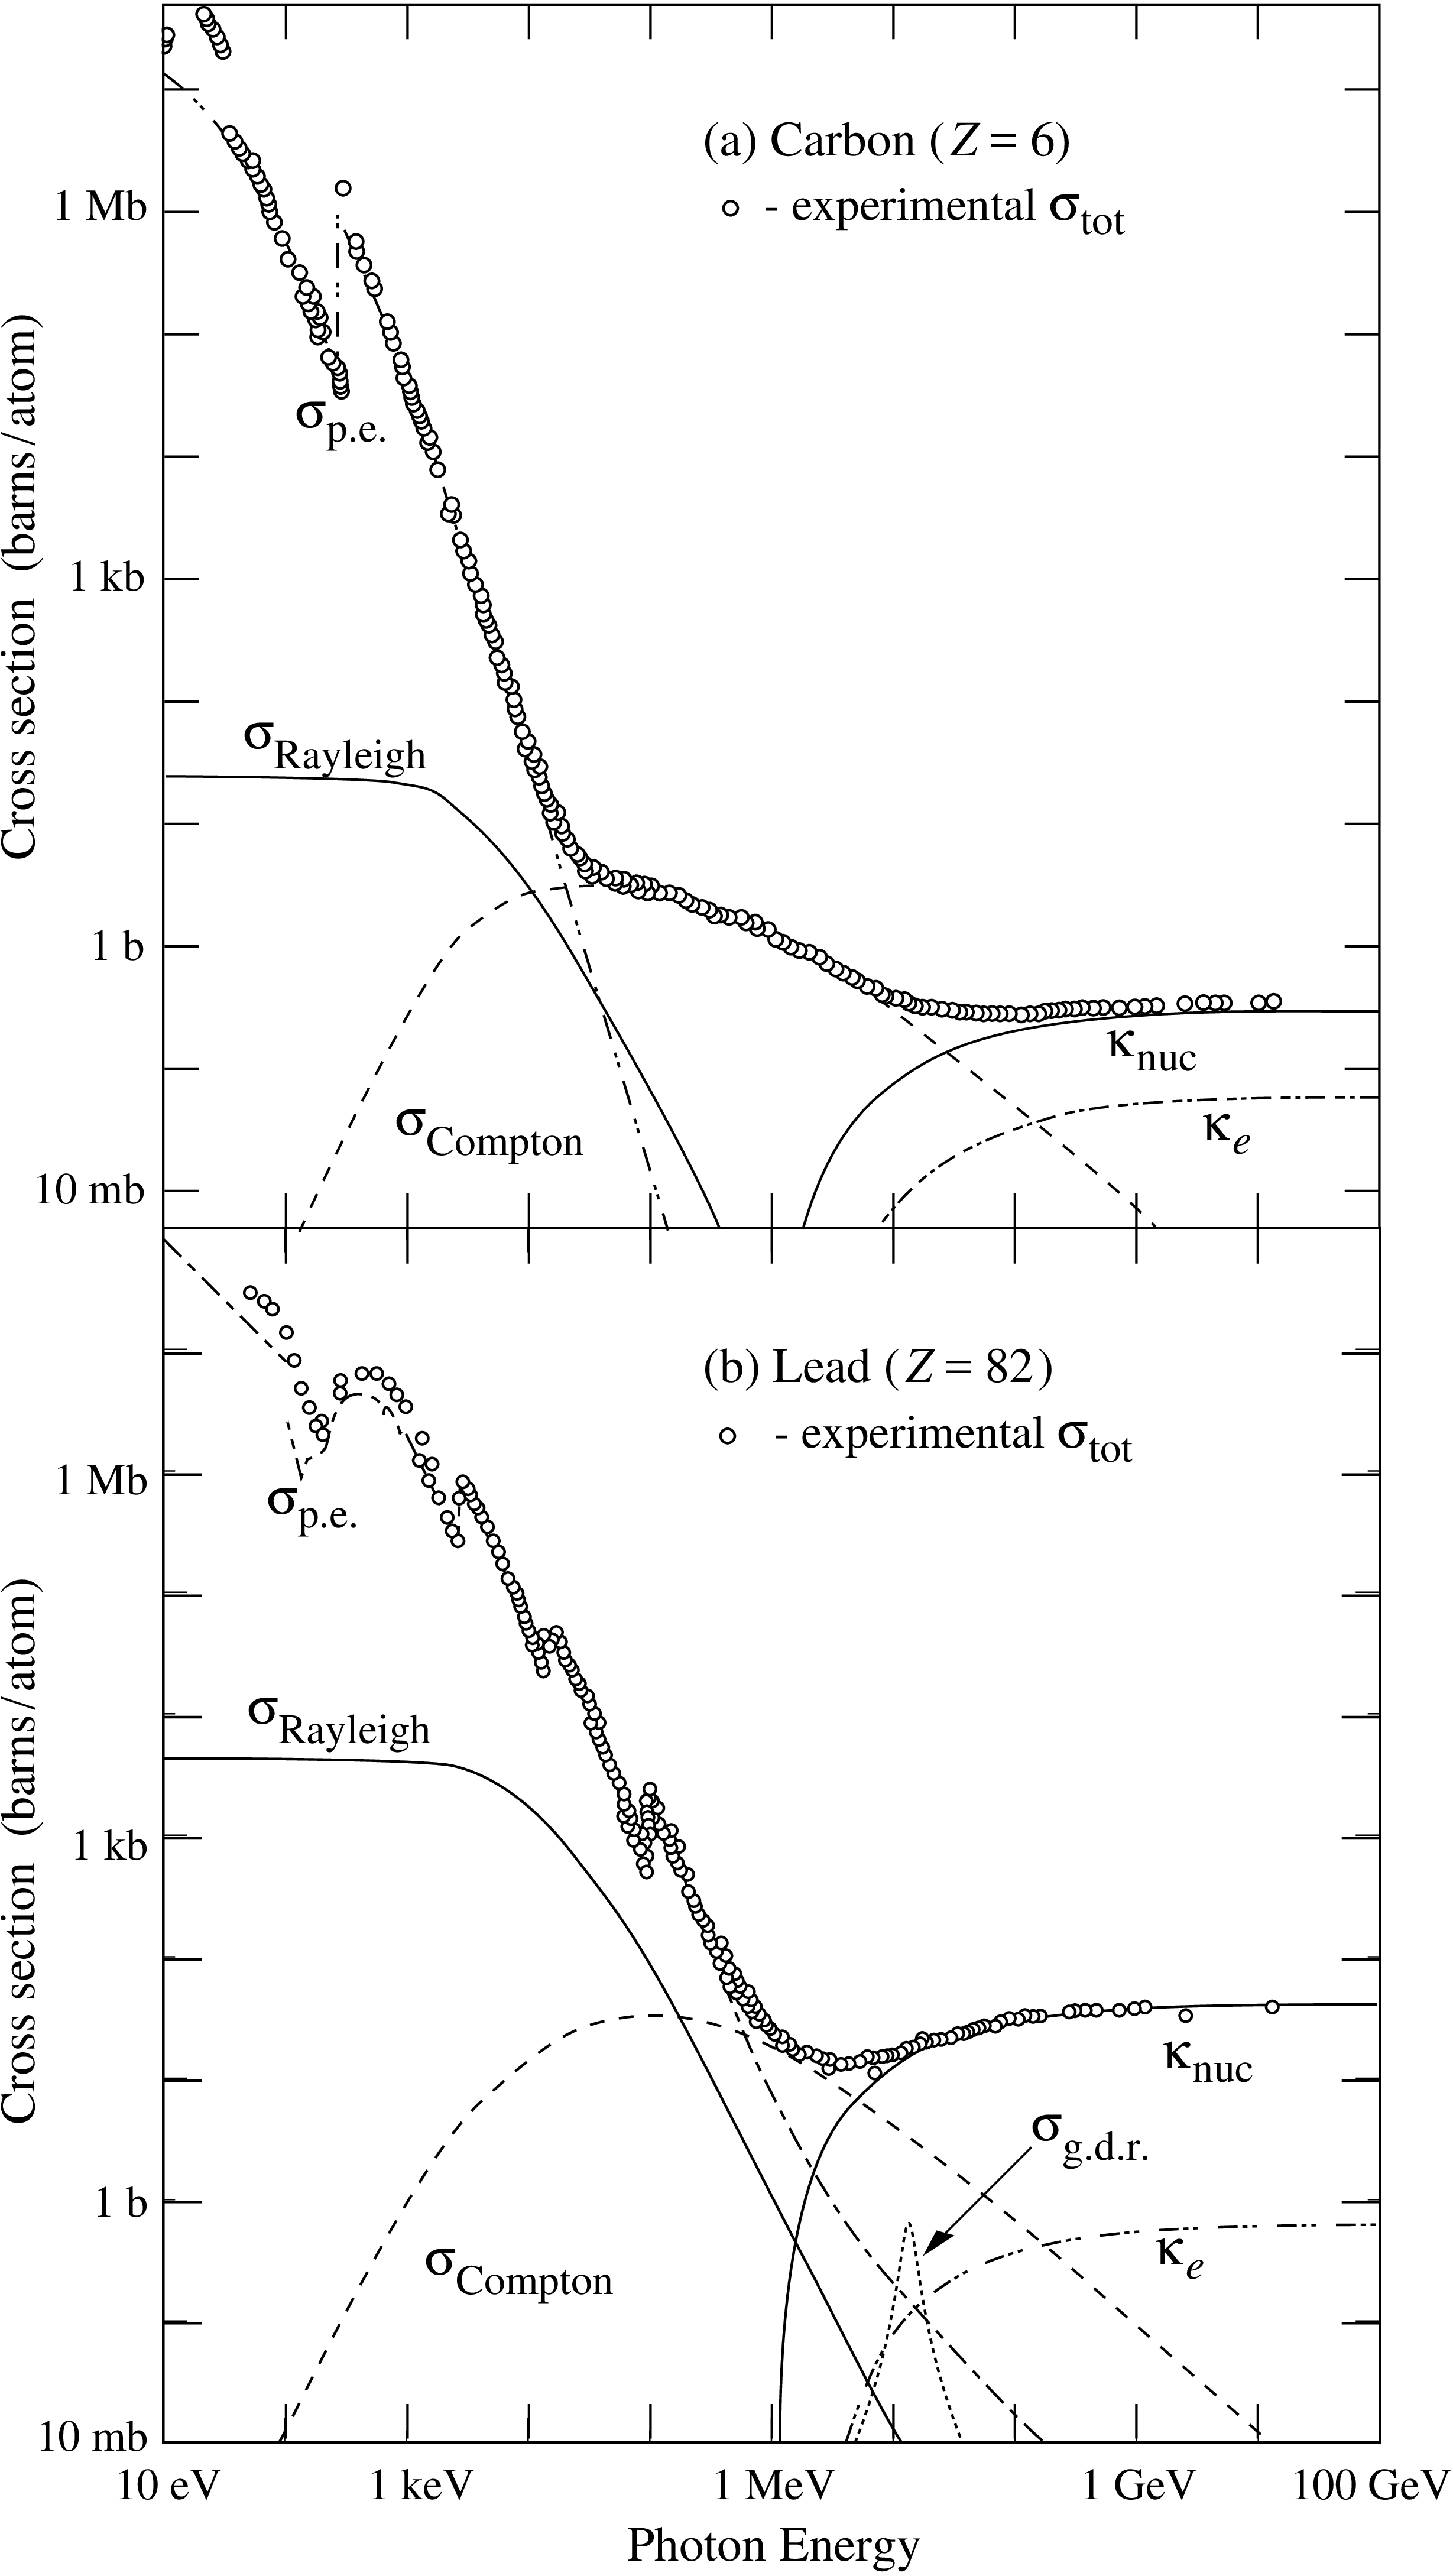 (a) Carbon (Z = 6)
○ - experimental σtot
1 Mb
σp.e.
1 kb
σRayleigh
1 b
κnuc
σCompton
κe
10 mb
Cross section (barns/atom)
(b) Lead (Z = 82)
○ - experimental σtot
1 Mb
σp.e.
σRayleigh
1 kb
κnuc
σg.d.r.
1 b
κe
σCompton
10 mb
Cross section (barns/atom)
10 eV 1 keV 1 MeV 1 GeV 100 GeV
Photon Energy